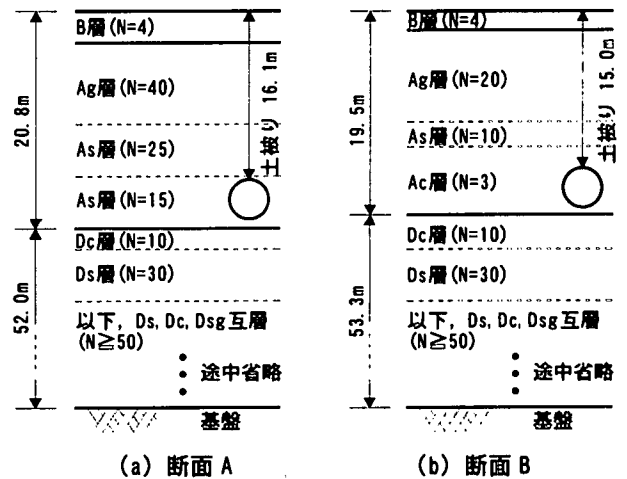 B層(N=4)
Ag層(N=40)
As層(N=25)
As層(N=15)
Dc層(N=10)
Ds層(N=30)
以下, Ds, Dc, Dsg互層
(N≧50)
途中省略
基盤
20.8m
52.0m
土被り 16.1m
(a) 断面 A
B層(N=4)
Ag層(N=20)
As層(N=10)
Ac層(N=3)
Dc層(N=10)
Ds層(N=30)
以下, Ds, Dc, Dsg互層
(N≧50)
途中省略
基盤
19.5m
53.3m
土被り 15.0m
(b) 断面 B